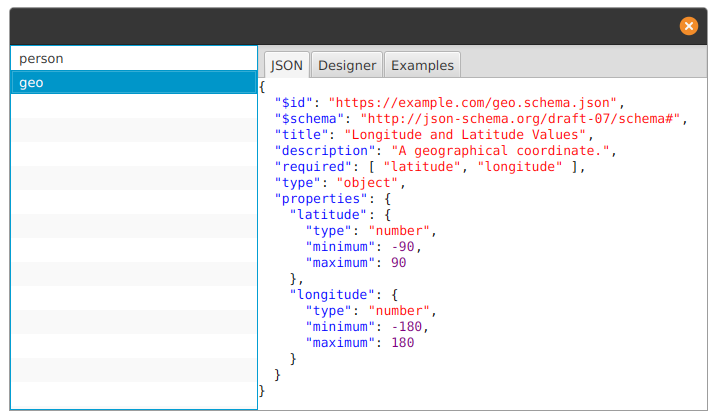 person
geo
JSON Designer Examples
{
  "$id": "https://example.com/geo.schema.json",
  "$schema": "http://json-schema.org/draft-07/schema#",
  "title": "Longitude and Latitude Values",
  "description": "A geographical coordinate.",
  "required": [ "latitude", "longitude" ],
  "type": "object",
  "properties": {
    "latitude": {
      "type": "number",
      "minimum": -90,
      "maximum": 90
    },
    "longitude": {
      "type": "number",
      "minimum": -180,
      "maximum": 180
    }
  }
}